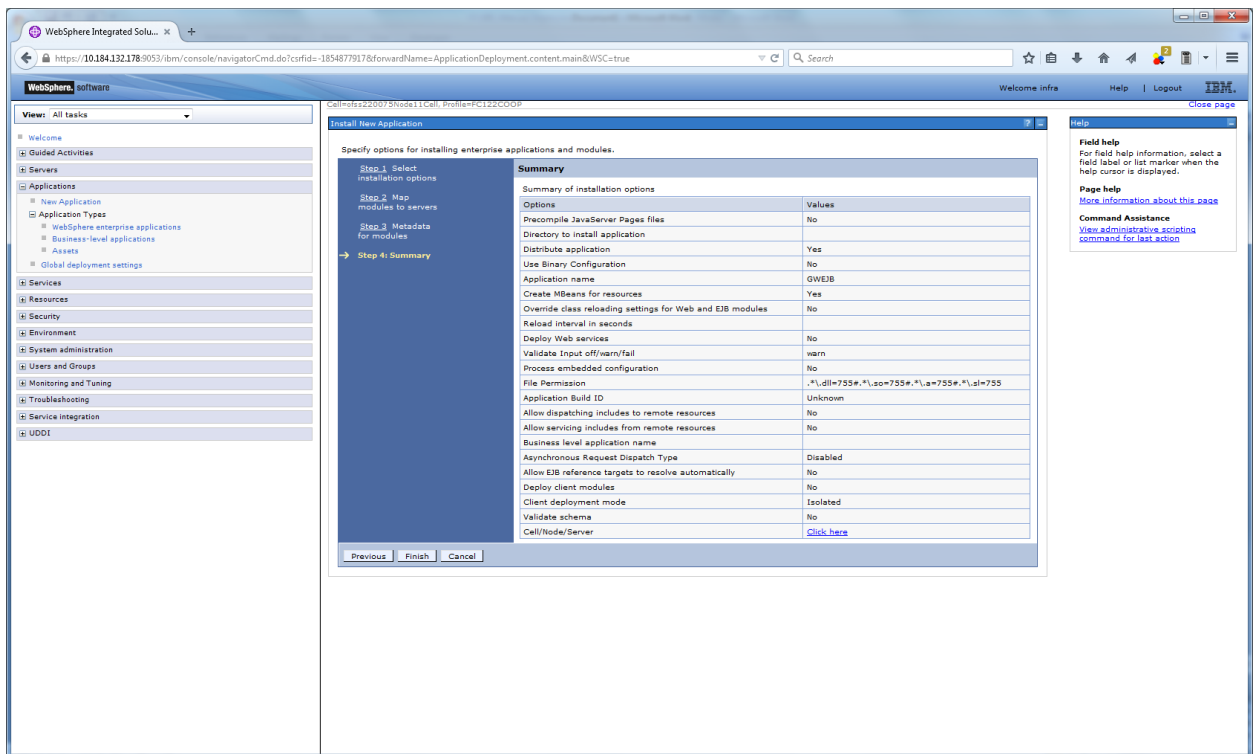 WebSphere Integrated Solu... × +
https://10.184.132.178:9053/ibm/console/navigatorCmd.do?csrfid=-1854877917&forwardName=ApplicationDeployment.content.main&WSC=true
Search
2
WebSphere. software
Welcome infra
Help | Logout
IBM.
View: All tasks
Welcome
Guided Activities
Servers
Applications
New Application
Application Types
WebSphere enterprise applications
Business-level applications
Assets
Global deployment settings
Services
Resources
Security
Environment
System administration
Users and Groups
Monitoring and Tuning
Troubleshooting
Service integration
UDDI
Cell=ofss220075Node11Cell, Profile=FC122COOP
Close page
Install New Application ? –
Specify options for installing enterprise applications and modules.
Step 1 Select
installation options
Step 2 Map
modules to servers
Step 3 Metadata
for modules
Step 4: Summary
Summary
Summary of installation options
Options Values
Precompile JavaServer Pages files No
Directory to install application
Distribute application Yes
Use Binary Configuration No
Application name GWEJB
Create MBeans for resources Yes
Override class reloading settings for Web and EJB modules No
Reload interval in seconds
Deploy Web services No
Validate Input off/warn/fail warn
Process embedded configuration No
File Permission .*\.dll=755#.*\.so=755#.*\.a=755#.*\.sl=755
Application Build ID Unknown
Allow dispatching includes to remote resources No
Allow servicing includes from remote resources No
Business level application name
Asynchronous Request Dispatch Type Disabled
Allow EJB reference targets to resolve automatically No
Deploy client modules No
Client deployment mode Isolated
Validate schema No
Cell/Node/Server Click here
Previous Finish Cancel
Help
Field help
For field help information, select a
field label or list marker when the
help cursor is displayed.
Page help
More information about this page
Command Assistance
View administrative scripting
command for last action